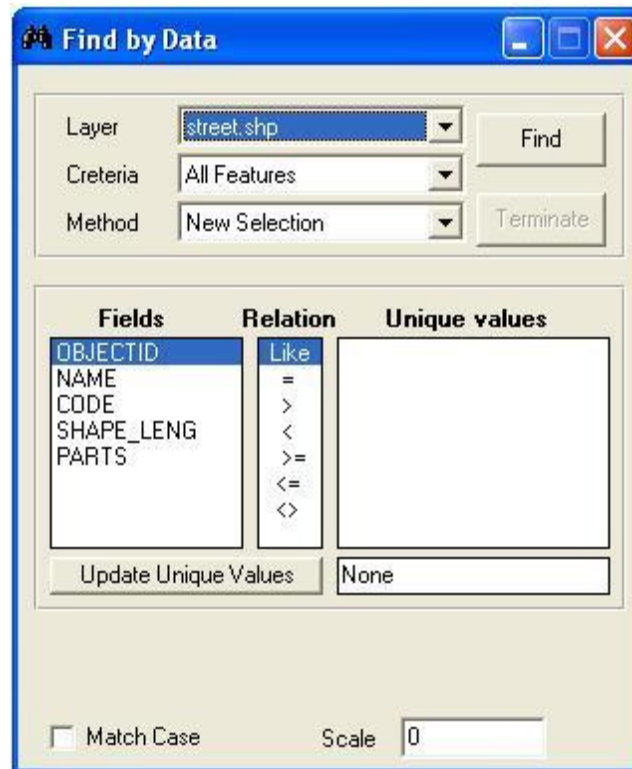 Find by Data
Layer street.shp Find
Creteria All Features
Method New Selection Terminate
Fields Relation Unique values
OBJECTID Like
NAME =
CODE >
SHAPE_LENG <
PARTS >=
<=
<>
Update Unique Values None
Match Case Scale 0